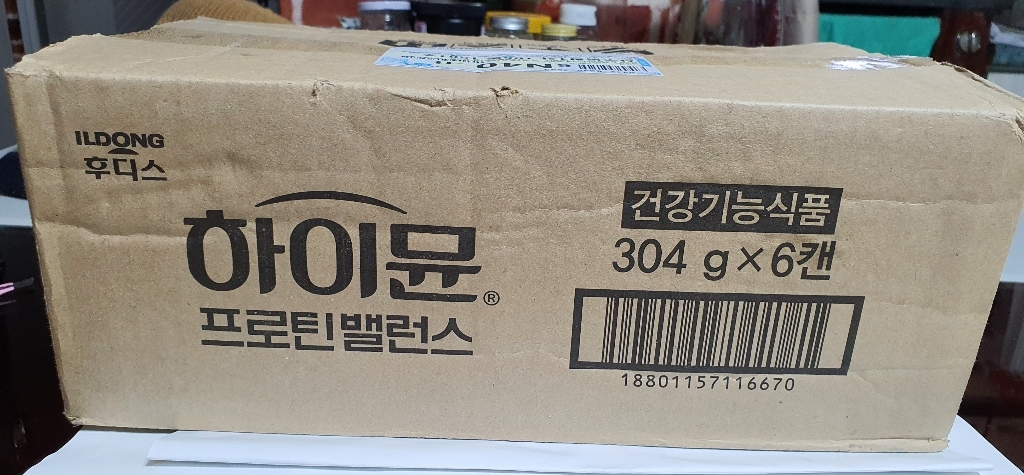 ILDONG
후디스
하이뮨®
프로틴밸런스
건강기능식품
304 g×6캔
18801157116670